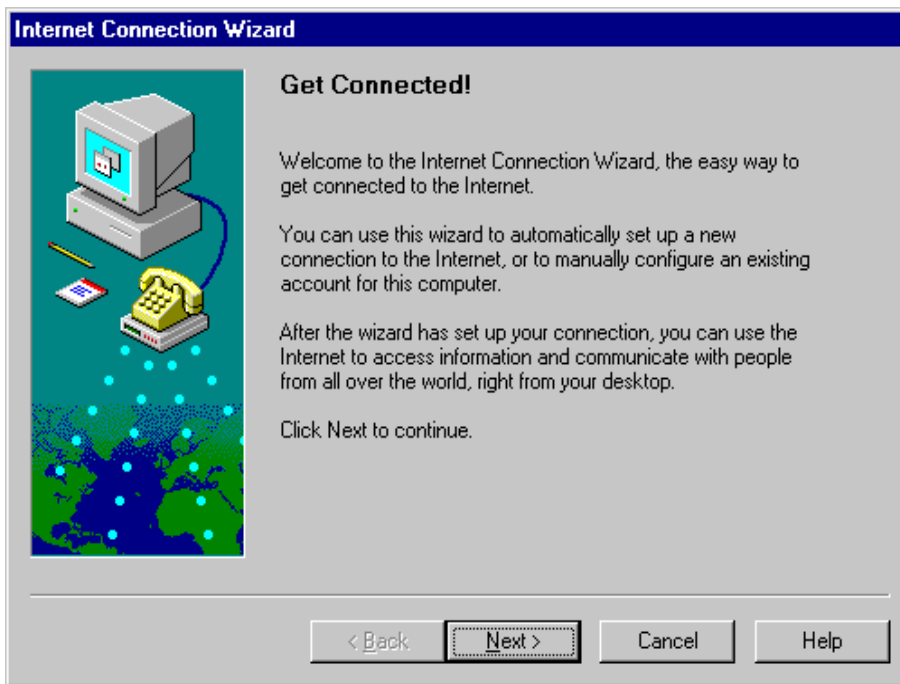 Internet Connection Wizard
Get Connected!
Welcome to the Internet Connection Wizard, the easy way to
get connected to the Internet.
You can use this wizard to automatically set up a new
connection to the Internet, or to manually configure an existing
account for this computer.
After the wizard has set up your connection, you can use the
Internet to access information and communicate with people
from all over the world, right from your desktop.
Click Next to continue.
< Back Next > Cancel Help